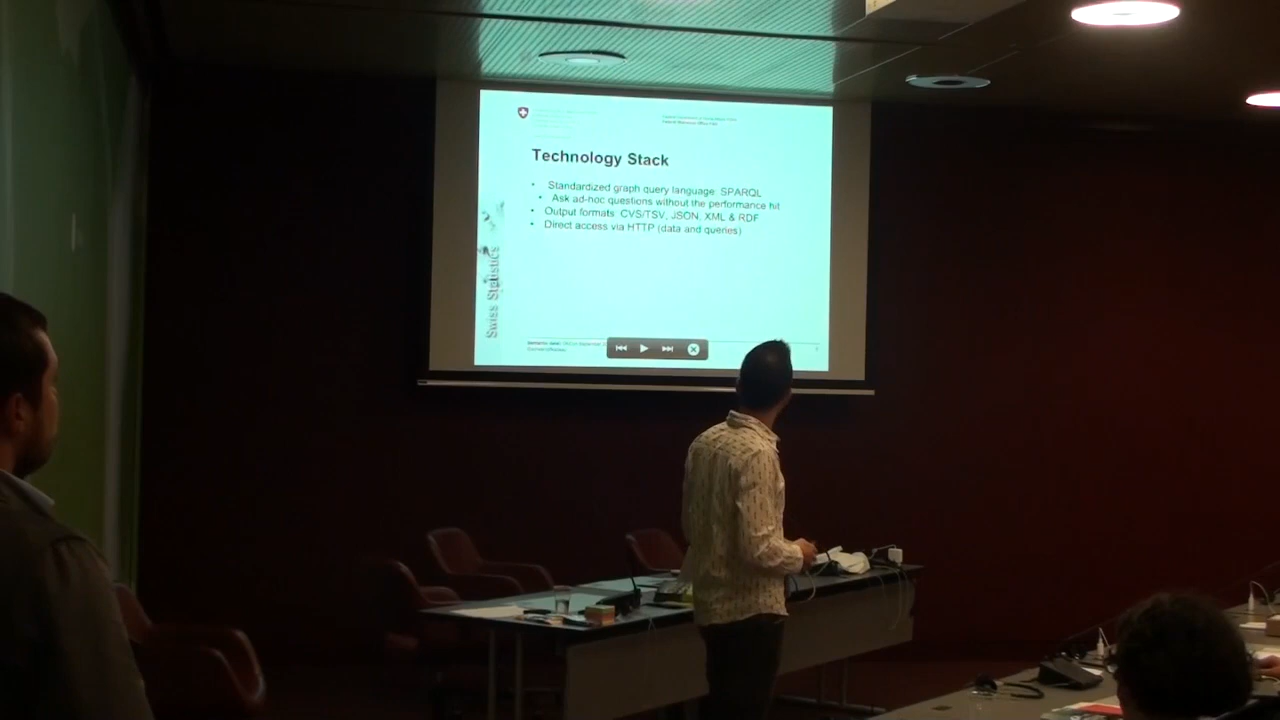 Technology Stack
• Standardized graph query language: SPARQL
• Ask ad-hoc questions without the performance hit
• Output formats: CVS/TSV, JSON, XML & RDF
• Direct access via HTTP (data and queries)
Swiss Statistics